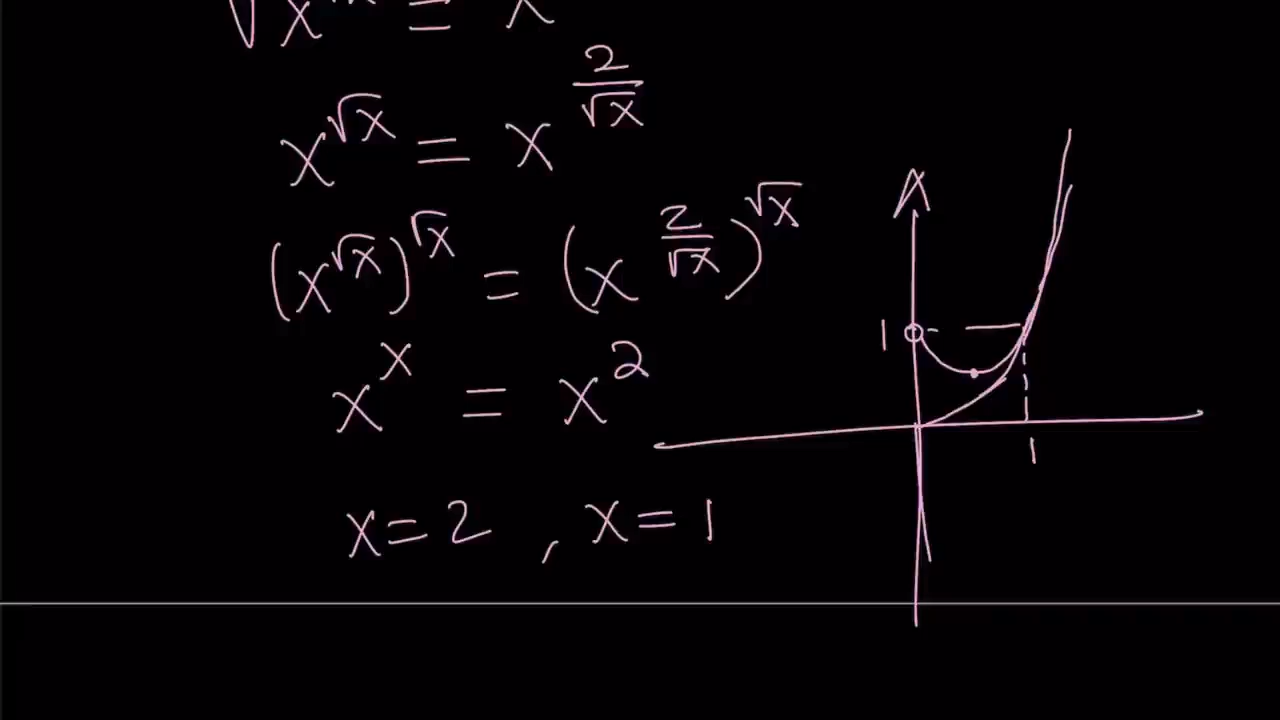 x^{√x} = x^{2/√x}
(x^{√x})^{√x} = (x^{2/√x})^{√x}
x^x = x^2
x=2 , x=1
1
1